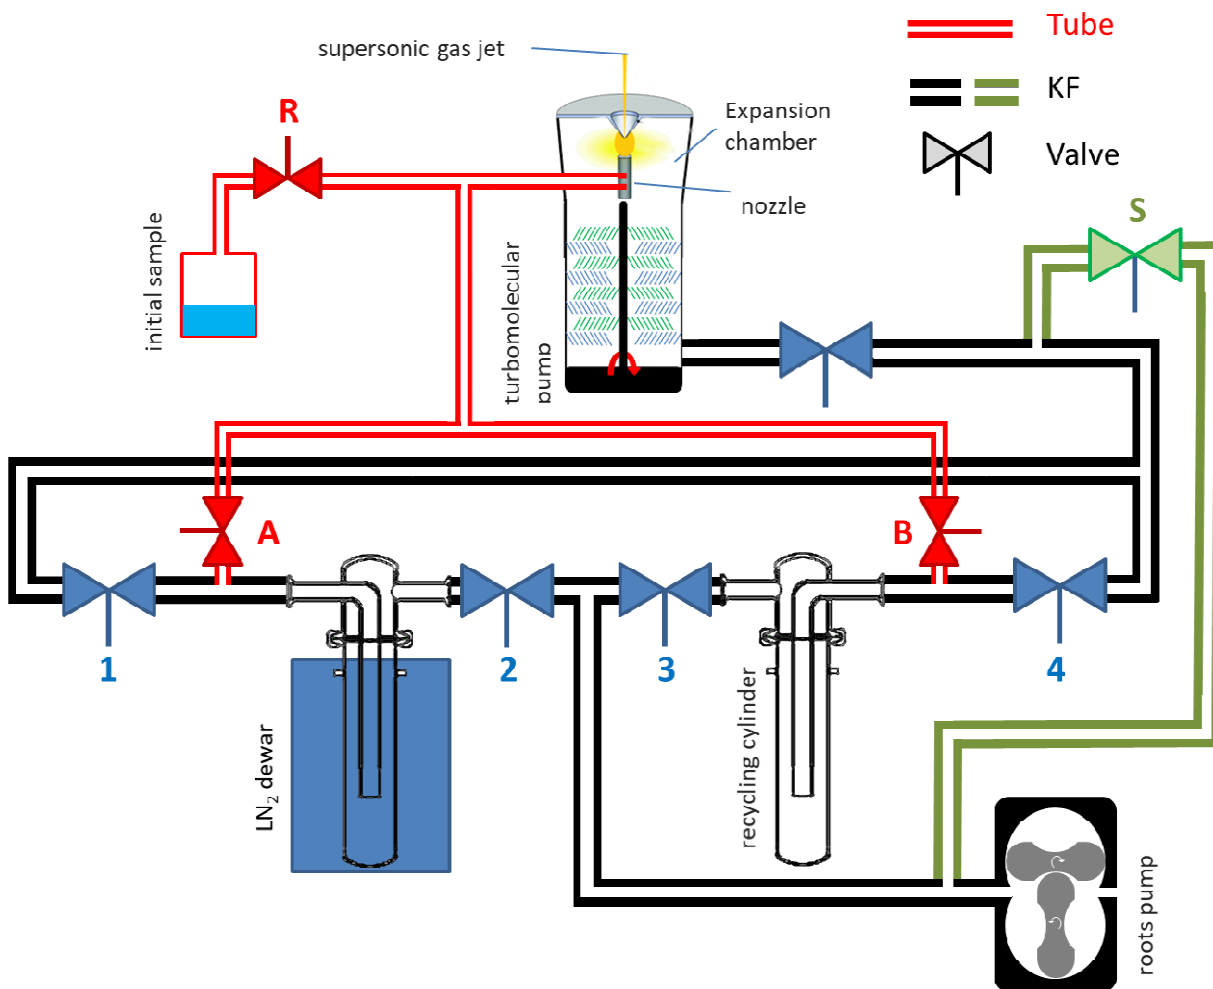 supersonic gas jet
Tube
KF
Valve
R
Expansion
chamber
nozzle
S
initial sample
turbomolecular
pump
A
B
1
2
3
4
LN2 dewar
recycling cylinder
roots pump